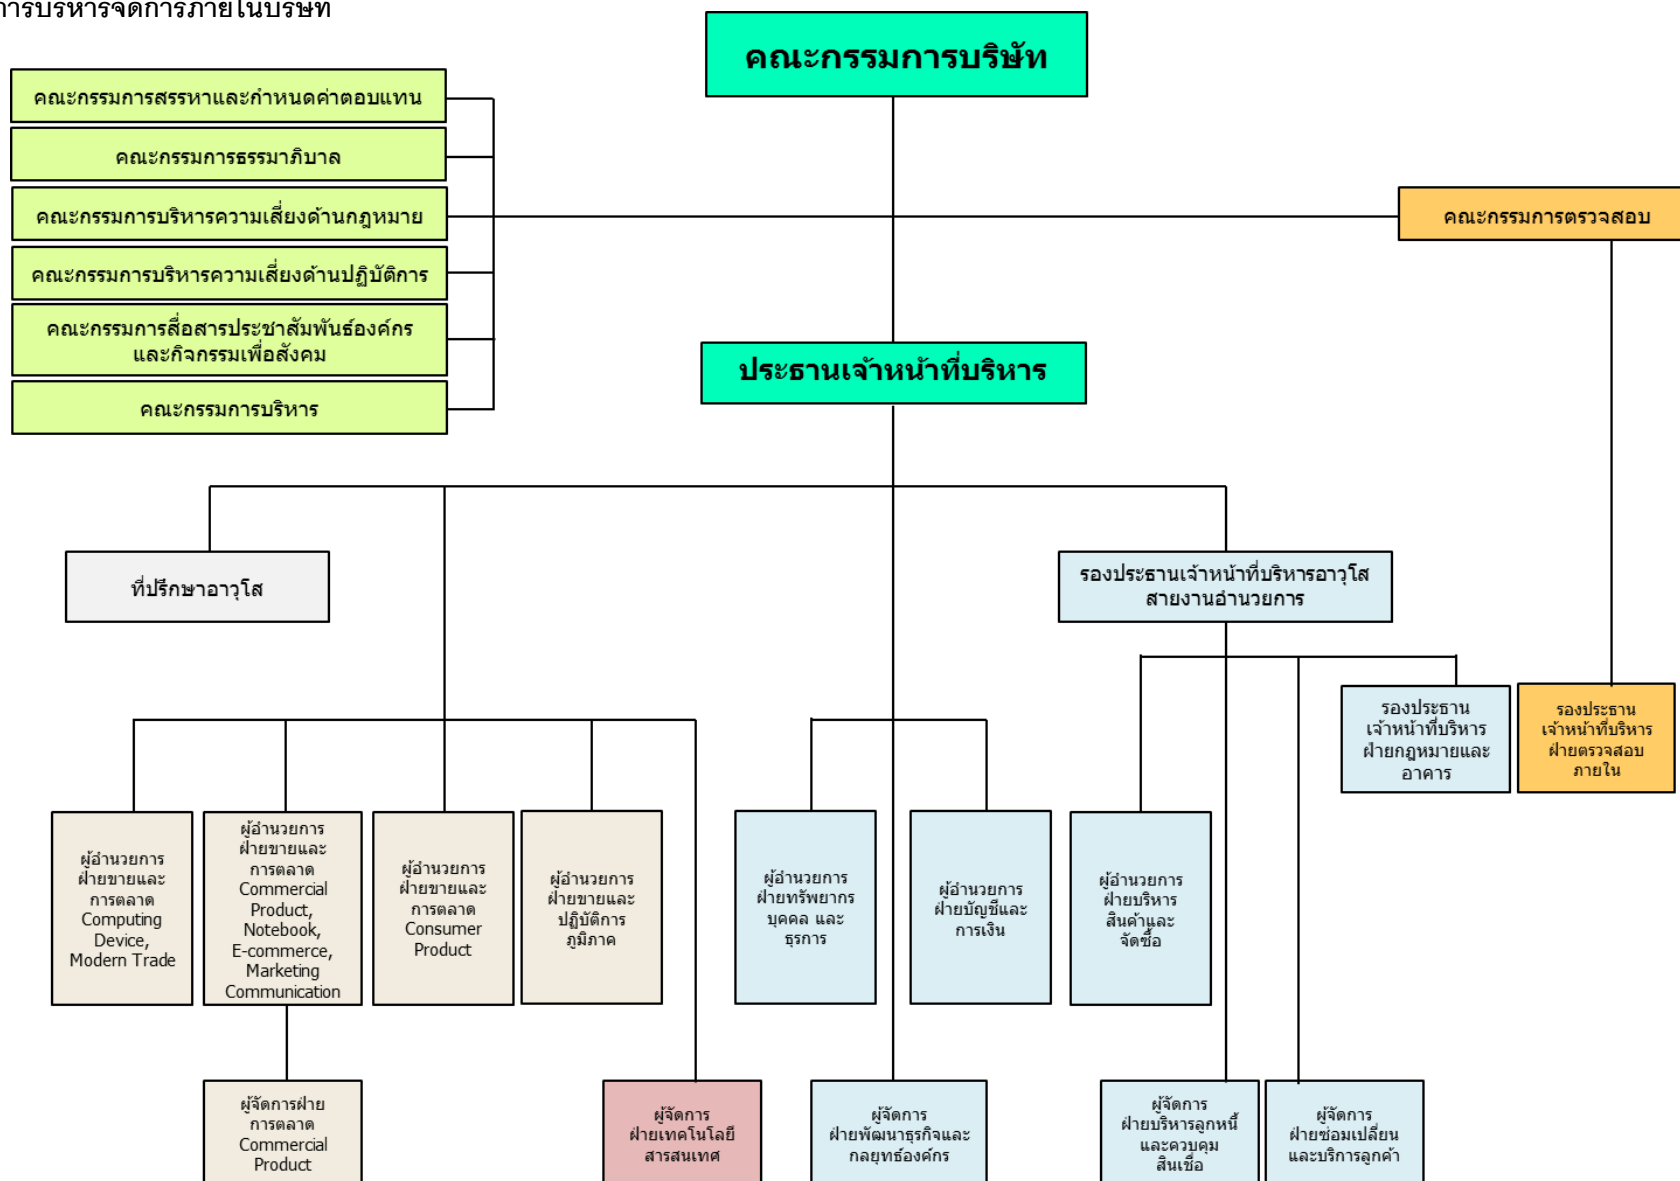 การบริหารจัดการภายในบริษัท
คณะกรรมการบริษัท
คณะกรรมการสรรหาและกำหนดค่าตอบแทน
คณะกรรมการธรรมาภิบาล
คณะกรรมการบริหารความเสี่ยงด้านกฎหมาย
คณะกรรมการตรวจสอบ
คณะกรรมการบริหารความเสี่ยงด้านปฏิบัติการ
คณะกรรมการสื่อสารประชาสัมพันธ์องค์กร
และกิจกรรมเพื่อสังคม
ประธานเจ้าหน้าที่บริหาร
คณะกรรมการบริหาร
ที่ปรึกษาอาวุโส
รองประธานเจ้าหน้าที่บริหารอาวุโส
สายงานอำนวยการ
รองประธาน
เจ้าหน้าที่บริหาร
ฝ่ายกฎหมายและ
อาคาร
รองประธาน
เจ้าหน้าที่บริหาร
ฝ่ายตรวจสอบ
ภายใน
ผู้อำนวยการ
ฝ่ายขายและ
การตลาด
Computing
Device,
Modern Trade
ผู้อำนวยการ
ฝ่ายขายและ
การตลาด
Commercial
Product,
Notebook,
E-commerce,
Marketing
Communication
ผู้อำนวยการ
ฝ่ายขายและ
การตลาด
Consumer
Product
ผู้อำนวยการ
ฝ่ายขายและ
ปฏิบัติการ
ภูมิภาค
ผู้อำนวยการ
ฝ่ายทรัพยากร
บุคคล และ
ธุรการ
ผู้อำนวยการ
ฝ่ายบัญชีและ
การเงิน
ผู้อำนวยการ
ฝ่ายบริหาร
สินค้าและ
จัดซื้อ
ผู้จัดการฝ่าย
การตลาด
Commercial
Product
ผู้จัดการ
ฝ่ายเทคโนโลยี
สารสนเทศ
ผู้จัดการ
ฝ่ายพัฒนาธุรกิจและ
กลยุทธ์องค์กร
ผู้จัดการ
ฝ่ายบริหารลูกหนี้
และควบคุม
สินเชื่อ
ผู้จัดการ
ฝ่ายซ่อมเปลี่ยน
และบริการลูกค้า